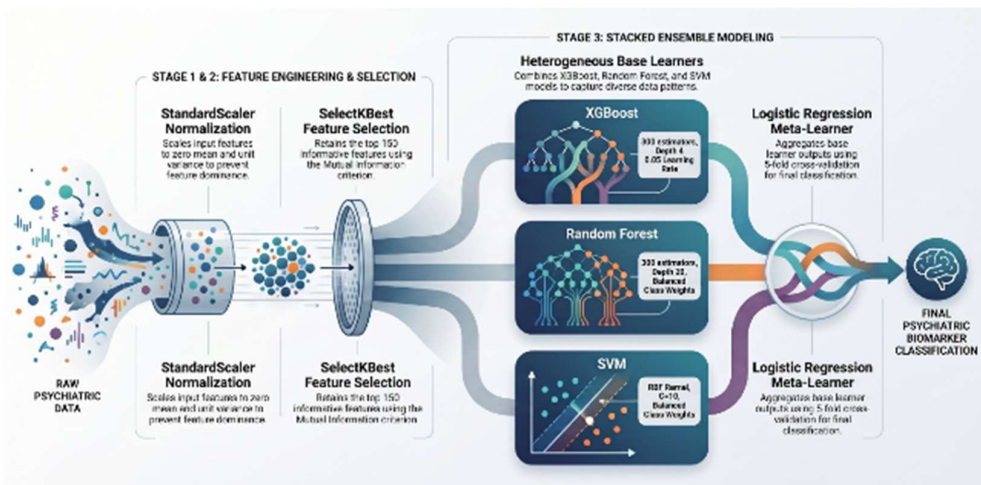 STAGE 3: STACKED ENSEMBLE MODELING
STAGE 1 & 2: FEATURE ENGINEERING & SELECTION
StandardScaler
Normalization
Scales input features
to zero mean and unit
variance to prevent
feature dominance.
SelectKBest
Feature Selection
Retains the top 150
informative features using
the Mutual Information
criterion.
Heterogeneous Base Learners
Combines XGBoost, Random Forest, and SVM
models to capture diverse data patterns.
XGBoost
300 estimators,
Depth 4
0.05 Learning
Rate
Random Forest
300 estimators,
Depth 20,
Balanced
Class Weights
SVM
RBF Kernel,
C=10,
Balanced
Class Weights
Logistic Regression
Meta-Learner
Aggregates base
learner outputs using
5-fold cross-validation
for final classification.
RAW
PSYCHIATRIC
DATA
StandardScaler
Normalization
Scales input features to zero
mean and unit variance to
prevent feature dominance.
SelectKBest
Feature Selection
Retains the top 150
informative features using the
Mutual Information criterion
Logistic Regression
Meta-Learner
Aggregates base learner
outputs using 5 fold cross-
validation for final
classification.
FINAL
PSYCHIATRIC
BIOMARKER
CLASSIFICATION